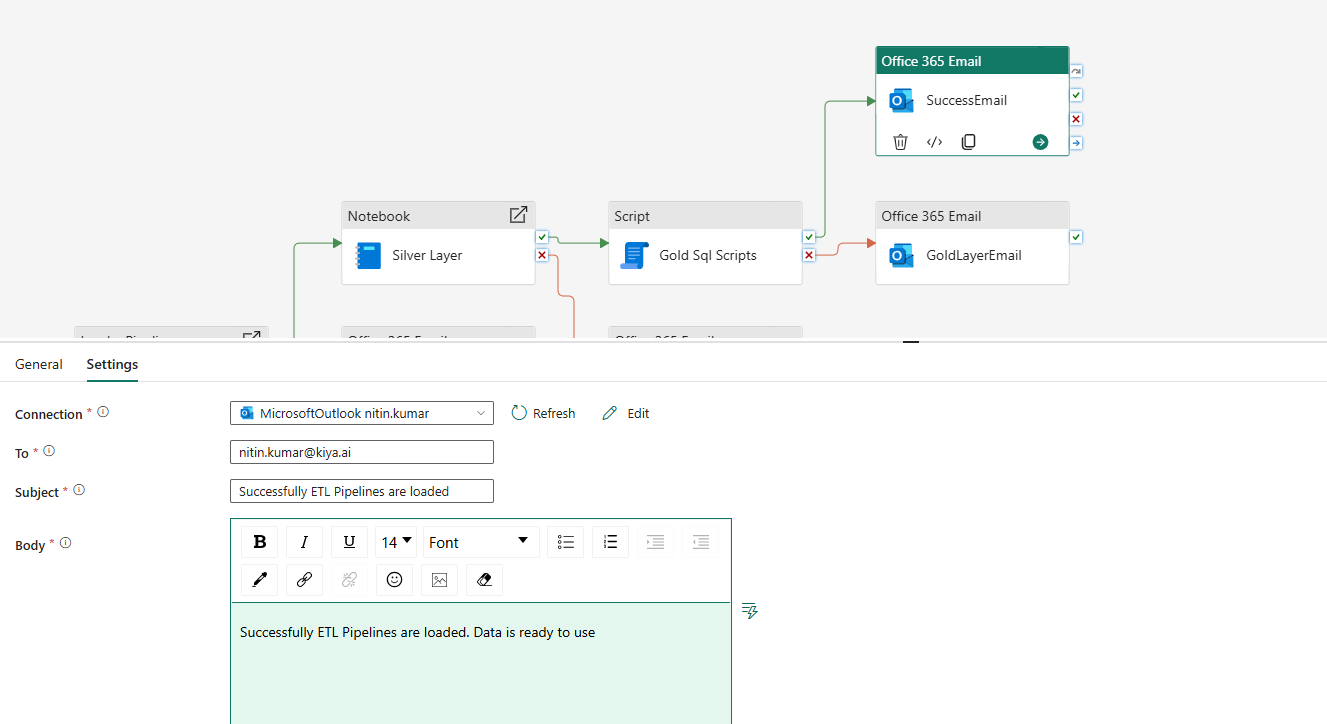 Office 365 Email
SuccessEmail
Notebook
Silver Layer
Script
Gold Sql Scripts
Office 365 Email
GoldLayerEmail
General
Settings
Connection *
MicrosoftOutlook nitin.kumar
Refresh
Edit
To *
nitin.kumar@kiya.ai
Subject *
Successfully ETL Pipelines are loaded
Body *
B I U 14 Font
Successfully ETL Pipelines are loaded. Data is ready to use